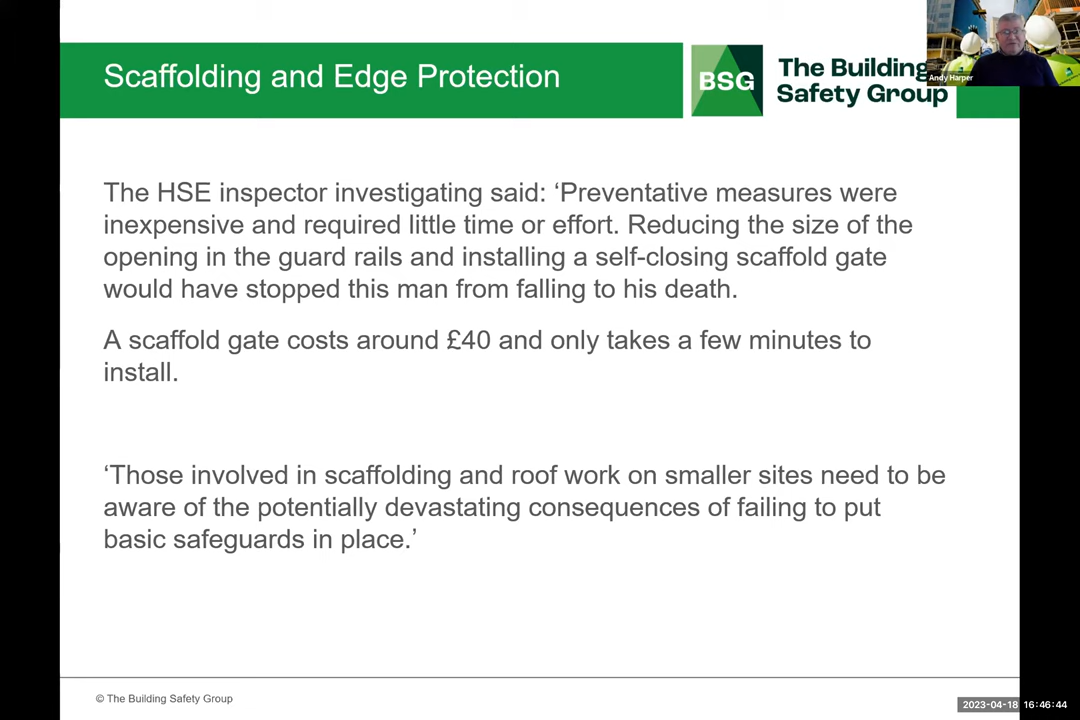 Scaffolding and Edge Protection
BSG
The Building
Safety Group
Andy Harper
The HSE inspector investigating said: ‘Preventative measures were
inexpensive and required little time or effort. Reducing the size of the
opening in the guard rails and installing a self-closing scaffold gate
would have stopped this man from falling to his death.
A scaffold gate costs around £40 and only takes a few minutes to
install.
‘Those involved in scaffolding and roof work on smaller sites need to be
aware of the potentially devastating consequences of failing to put
basic safeguards in place.’
© The Building Safety Group
2023-04-18 16:46:44